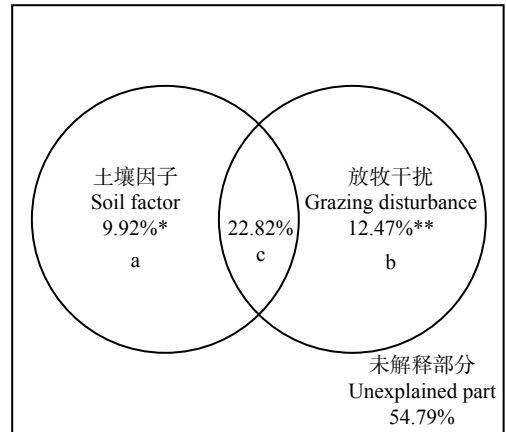 土壤因子
Soil factor
9.92%*
a
22.82%
c
放牧干扰
Grazing disturbance
12.47%**
b
未解释部分
Unexplained part
54.79%